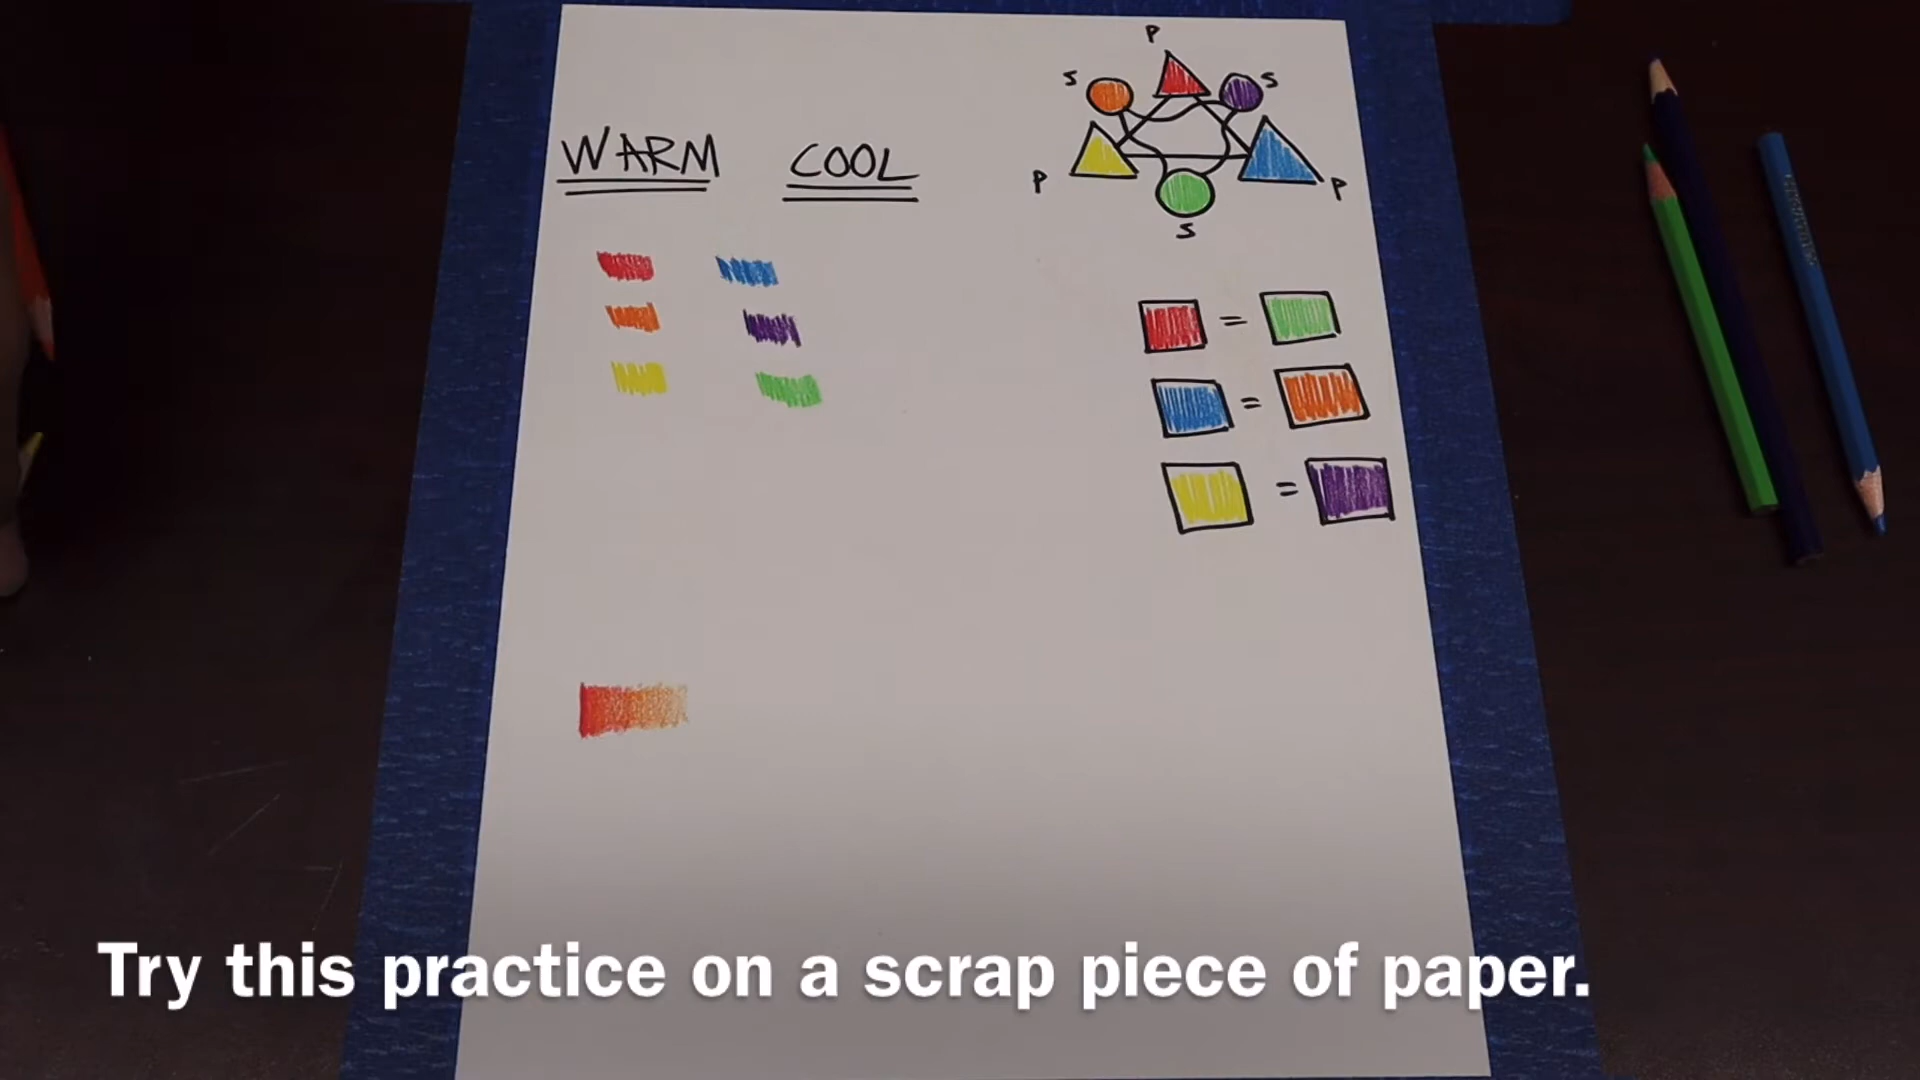 P
S S
WARM COOL
P P
S
=
=
=
Try this practice on a scrap piece of paper.